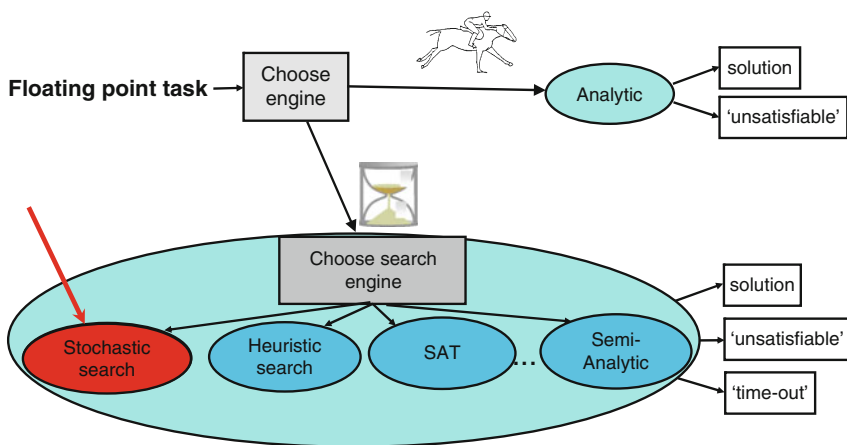 Floating point task
Choose
engine
Analytic
solution
‘unsatisfiable’
Choose search
engine
Stochastic
search
Heuristic
search
SAT
...
Semi-
Analytic
solution
‘unsatisfiable’
‘time-out’